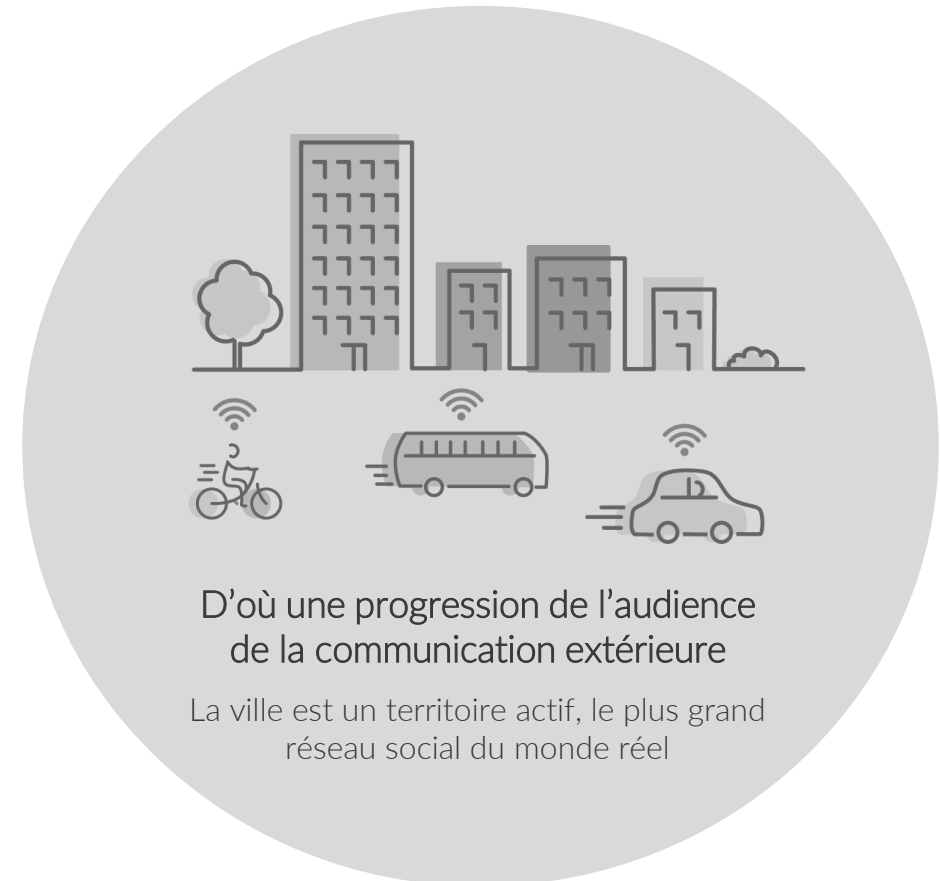 D’où une progression de l’audience
de la communication extérieure
La ville est un territoire actif, le plus grand
réseau social du monde réel